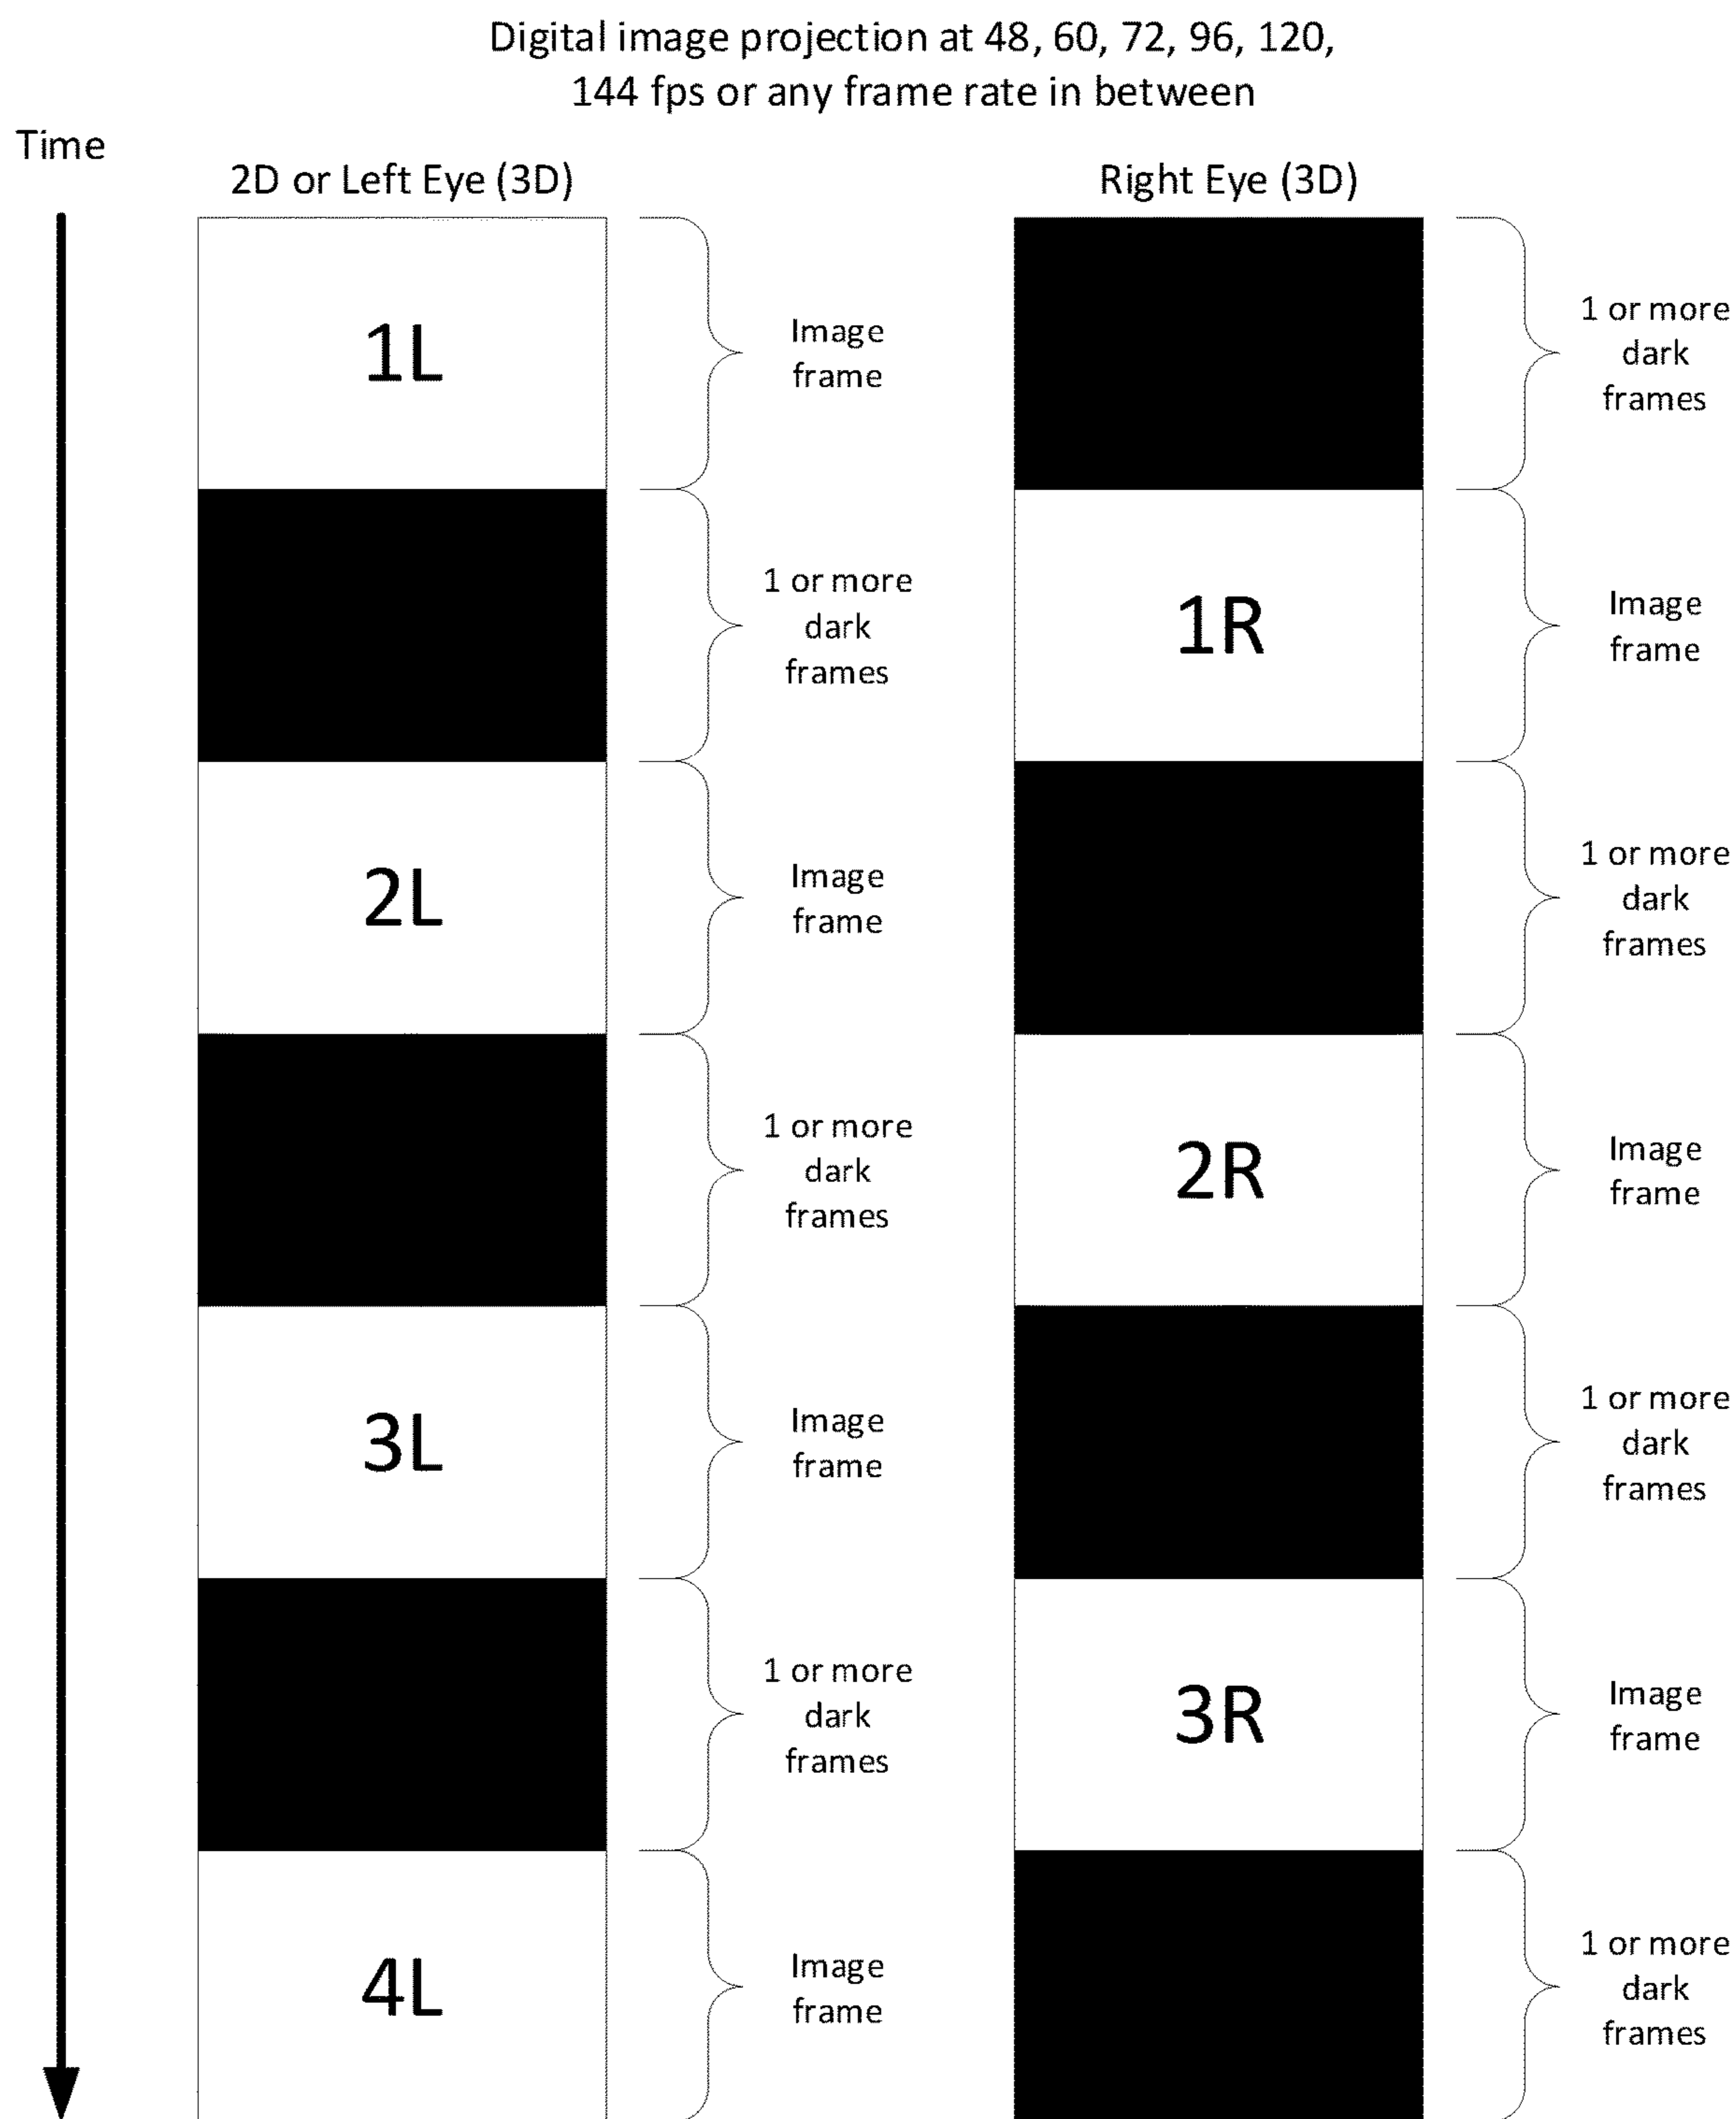 Digital image projection at 48, 60, 72, 96, 120,
144 fps or any frame rate in between
Time
2D or Left Eye (3D)
Right Eye (3D)
1L
Image
frame
1 or more
dark
frames
1 or more
dark
frames
1R
Image
frame
2L
Image
frame
1 or more
dark
frames
1 or more
dark
frames
2R
Image
frame
3L
Image
frame
1 or more
dark
frames
1 or more
dark
frames
3R
Image
frame
4L
Image
frame
1 or more
dark
frames